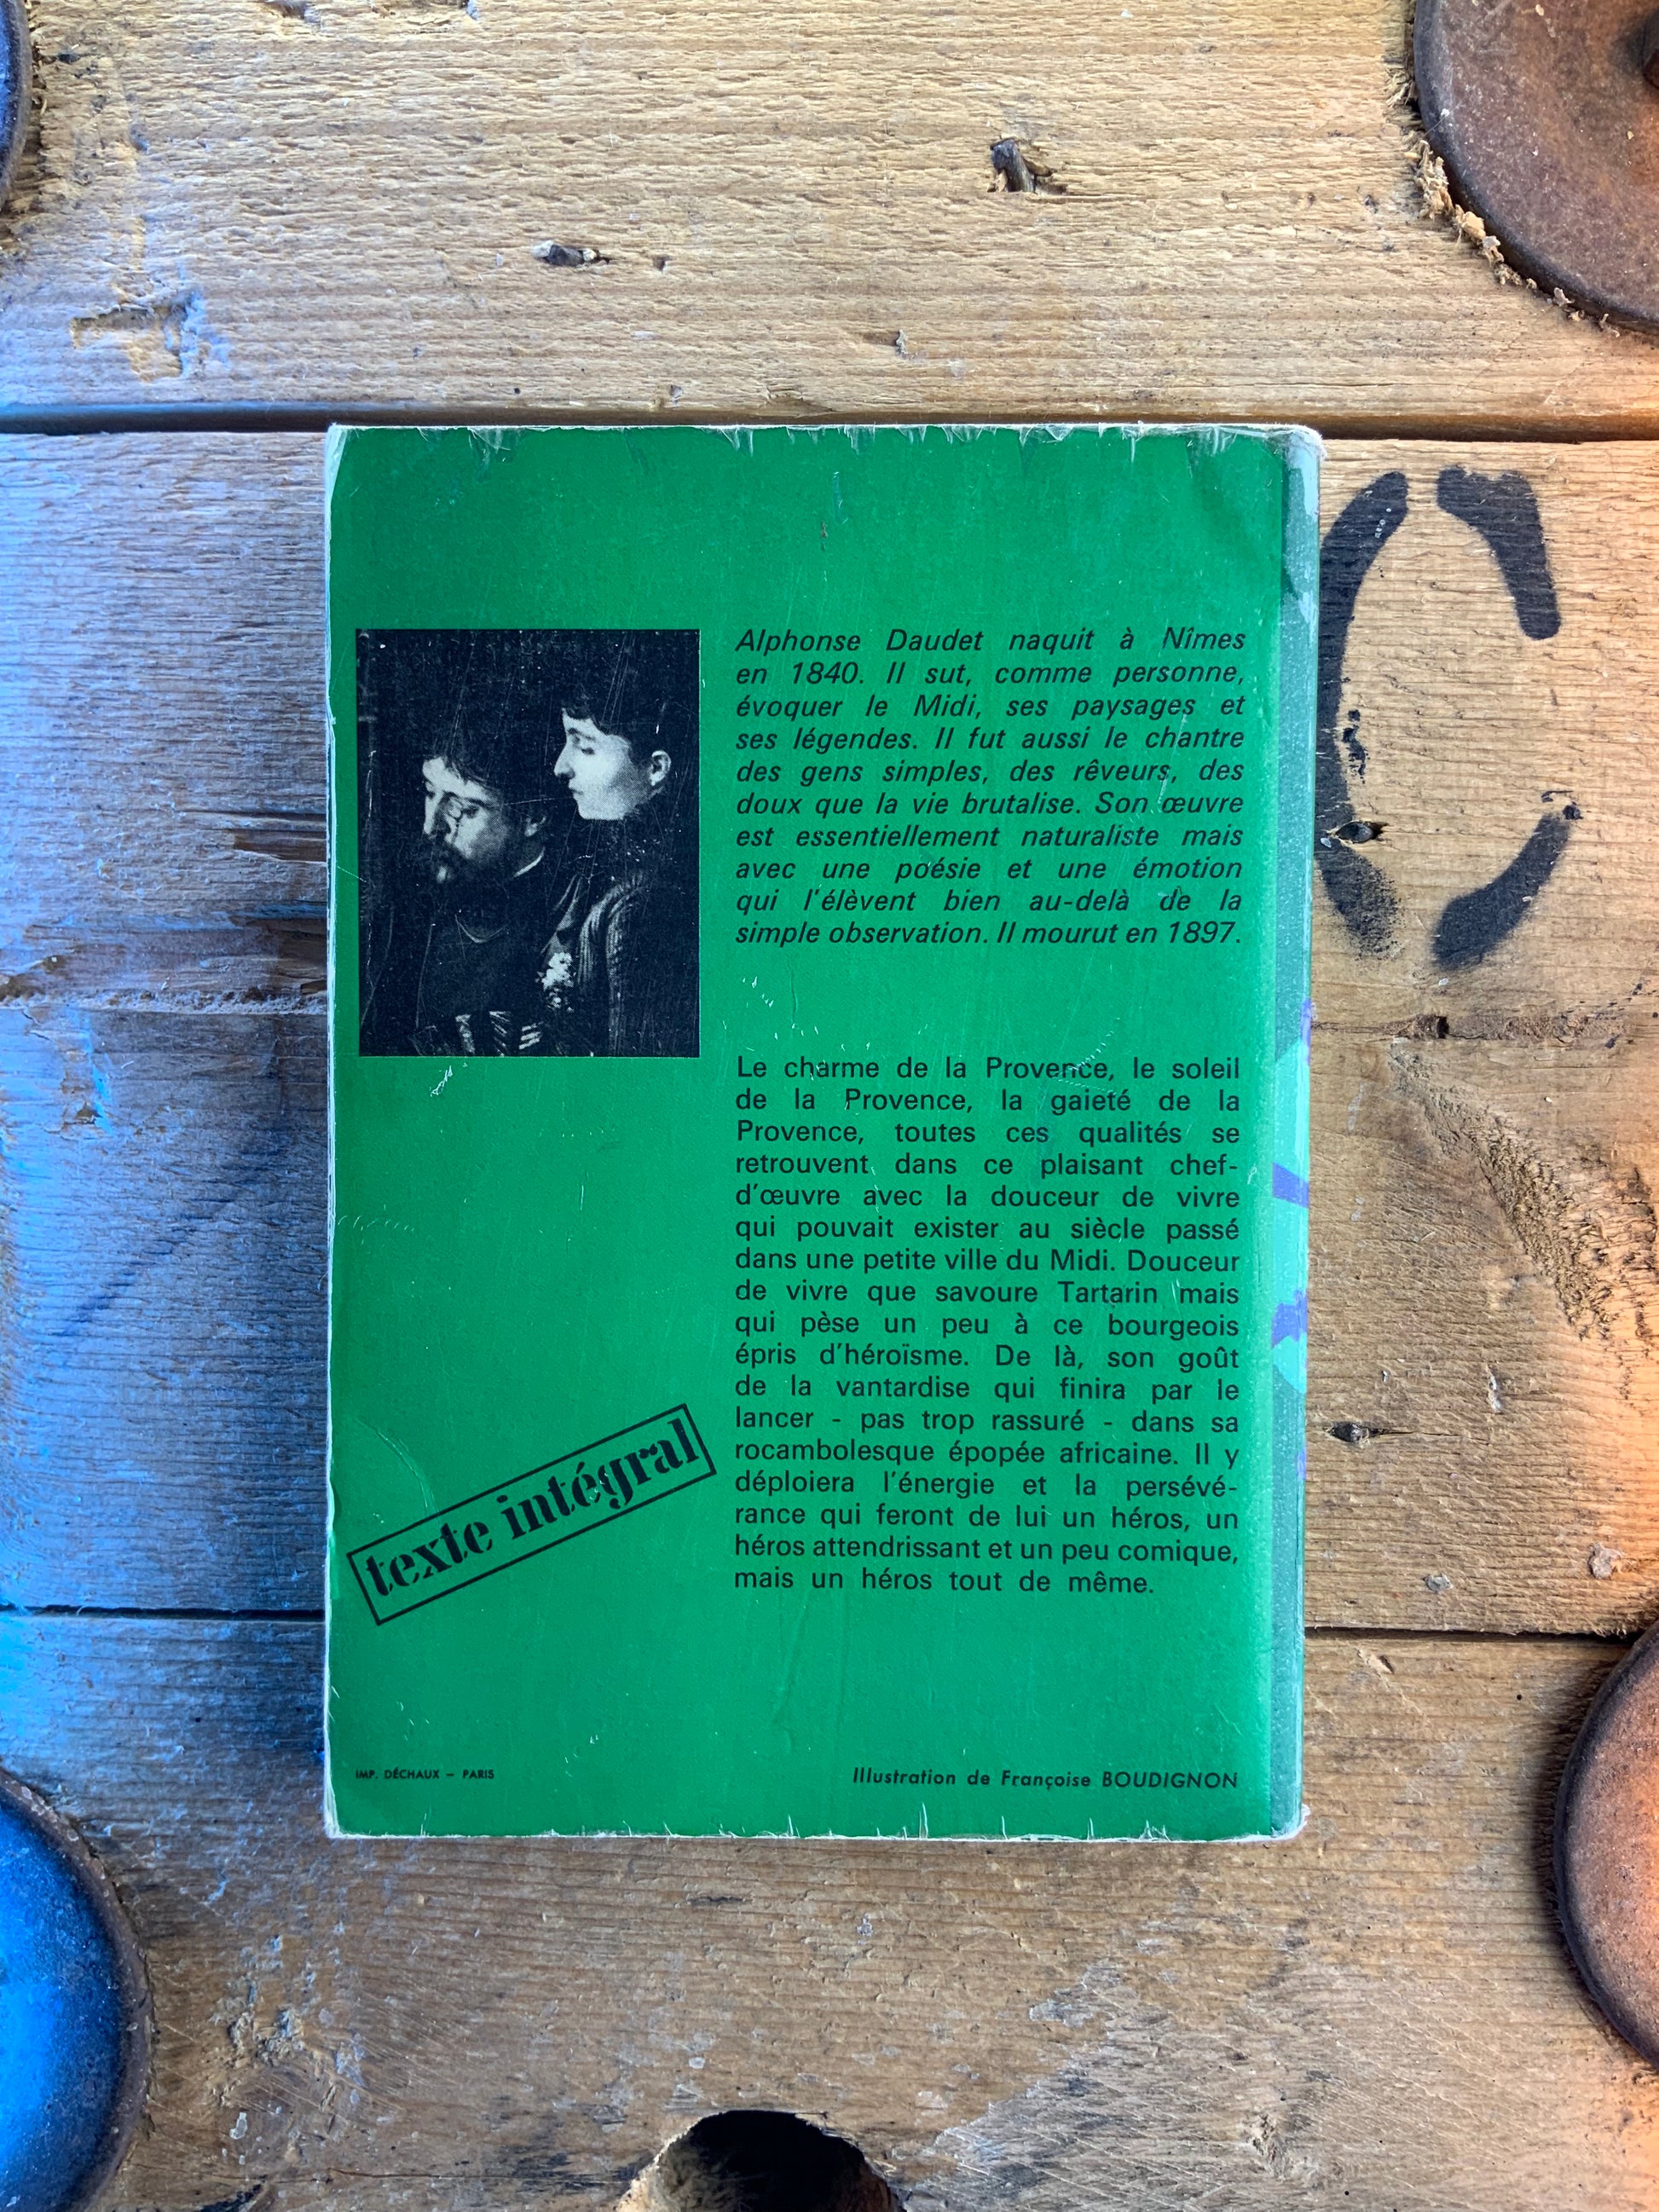 Alphonse Daudet naquit à Nîmes
en 1840. Il sut, comme personne,
évoquer le Midi, ses paysages et
ses légendes. Il fut aussi le chantre
des gens simples, des rêveurs, des
doux que la vie brutalise. Son œuvre
est essentiellement naturaliste mais
avec une poésie et une émotion
qui l'élèvent bien au-delà de la
simple observation. Il mourut en 1897.
Le charme de la Provence, le soleil
de la Provence, la gaieté de la
Provence, toutes ces qualités se
retrouvent dans ce plaisant chef-
d'œuvre avec la douceur de vivre
qui pouvait exister au siècle passé
dans une petite ville du Midi. Douceur
de vivre que savoure Tartarin mais
qui pèse un peu à ce bourgeois
épris d'héroïsme. De là, son goût
de la vantardise qui finira par le
lancer - pas trop rassuré - dans sa
rocambolesque épopée africaine. Il y
déploiera l'énergie et la persévé-
rance qui feront de lui un héros, un
héros attendrissant et un peu comique,
mais un héros tout de même.
texte intégral
IMP. DÉCHAUX – PARIS
Illustration de Françoise BOUDIGNON
C